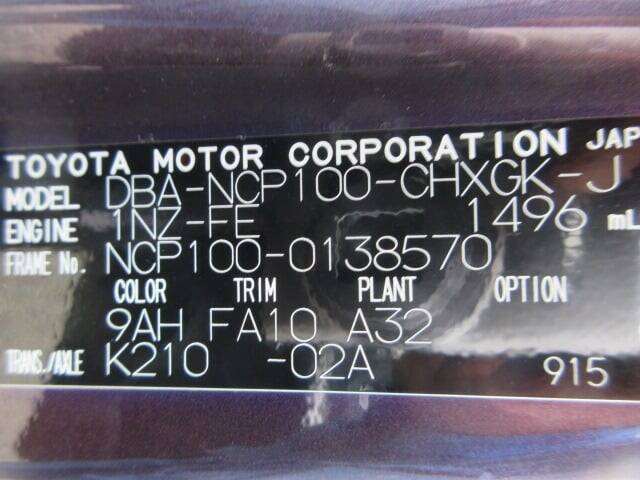 TOYOTA MOTOR CORPORATION JAP
MODEL DBA-NCP100-CHXGK-J
ENGINE 1NZ-FE 1496 mL
FRAME No. NCP100-0138570
COLOR TRIM PLANT OPTION
9AH FA10 A32
TRANS./AXLE K210 -02A 915